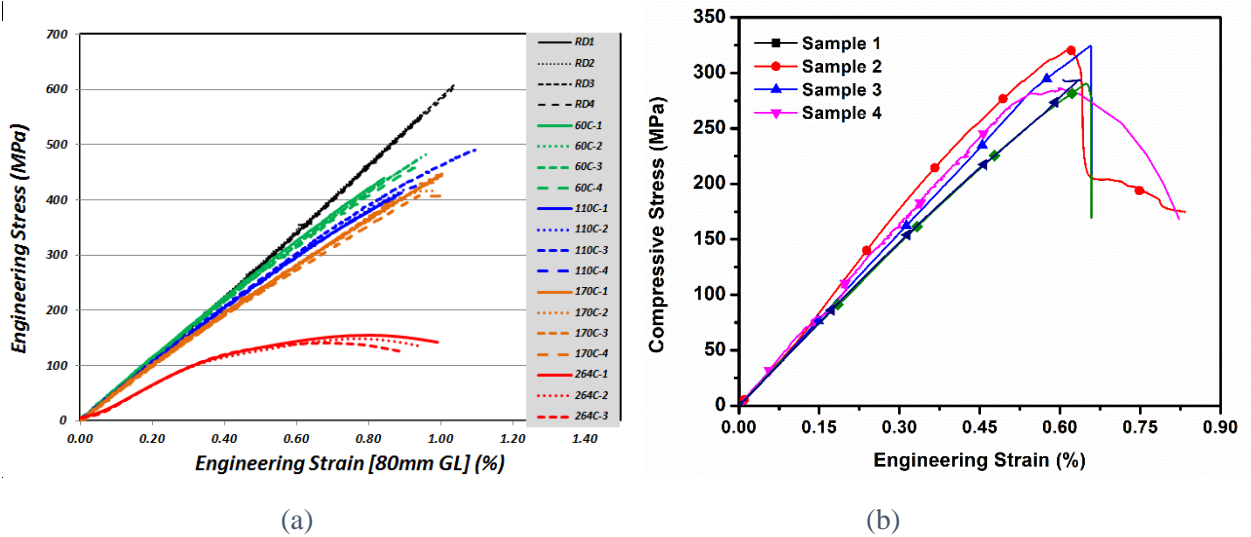 700
600
500
400
300
200
100
0
Engineering Stress (MPa)
0.00 0.20 0.40 0.60 0.80 1.00 1.20 1.40
Engineering Strain [80mm GL] (%)
RD1
RD2
RD3
RD4
60C-1
60C-2
60C-3
60C-4
110C-1
110C-2
110C-3
110C-4
170C-1
170C-2
170C-3
170C-4
264C-1
264C-2
264C-3
(a)
350
300
250
200
150
100
50
0
Compressive Stress (MPa)
Sample 1
Sample 2
Sample 3
Sample 4
0.00 0.15 0.30 0.45 0.60 0.75 0.90
Engineering Strain (%)
(b)